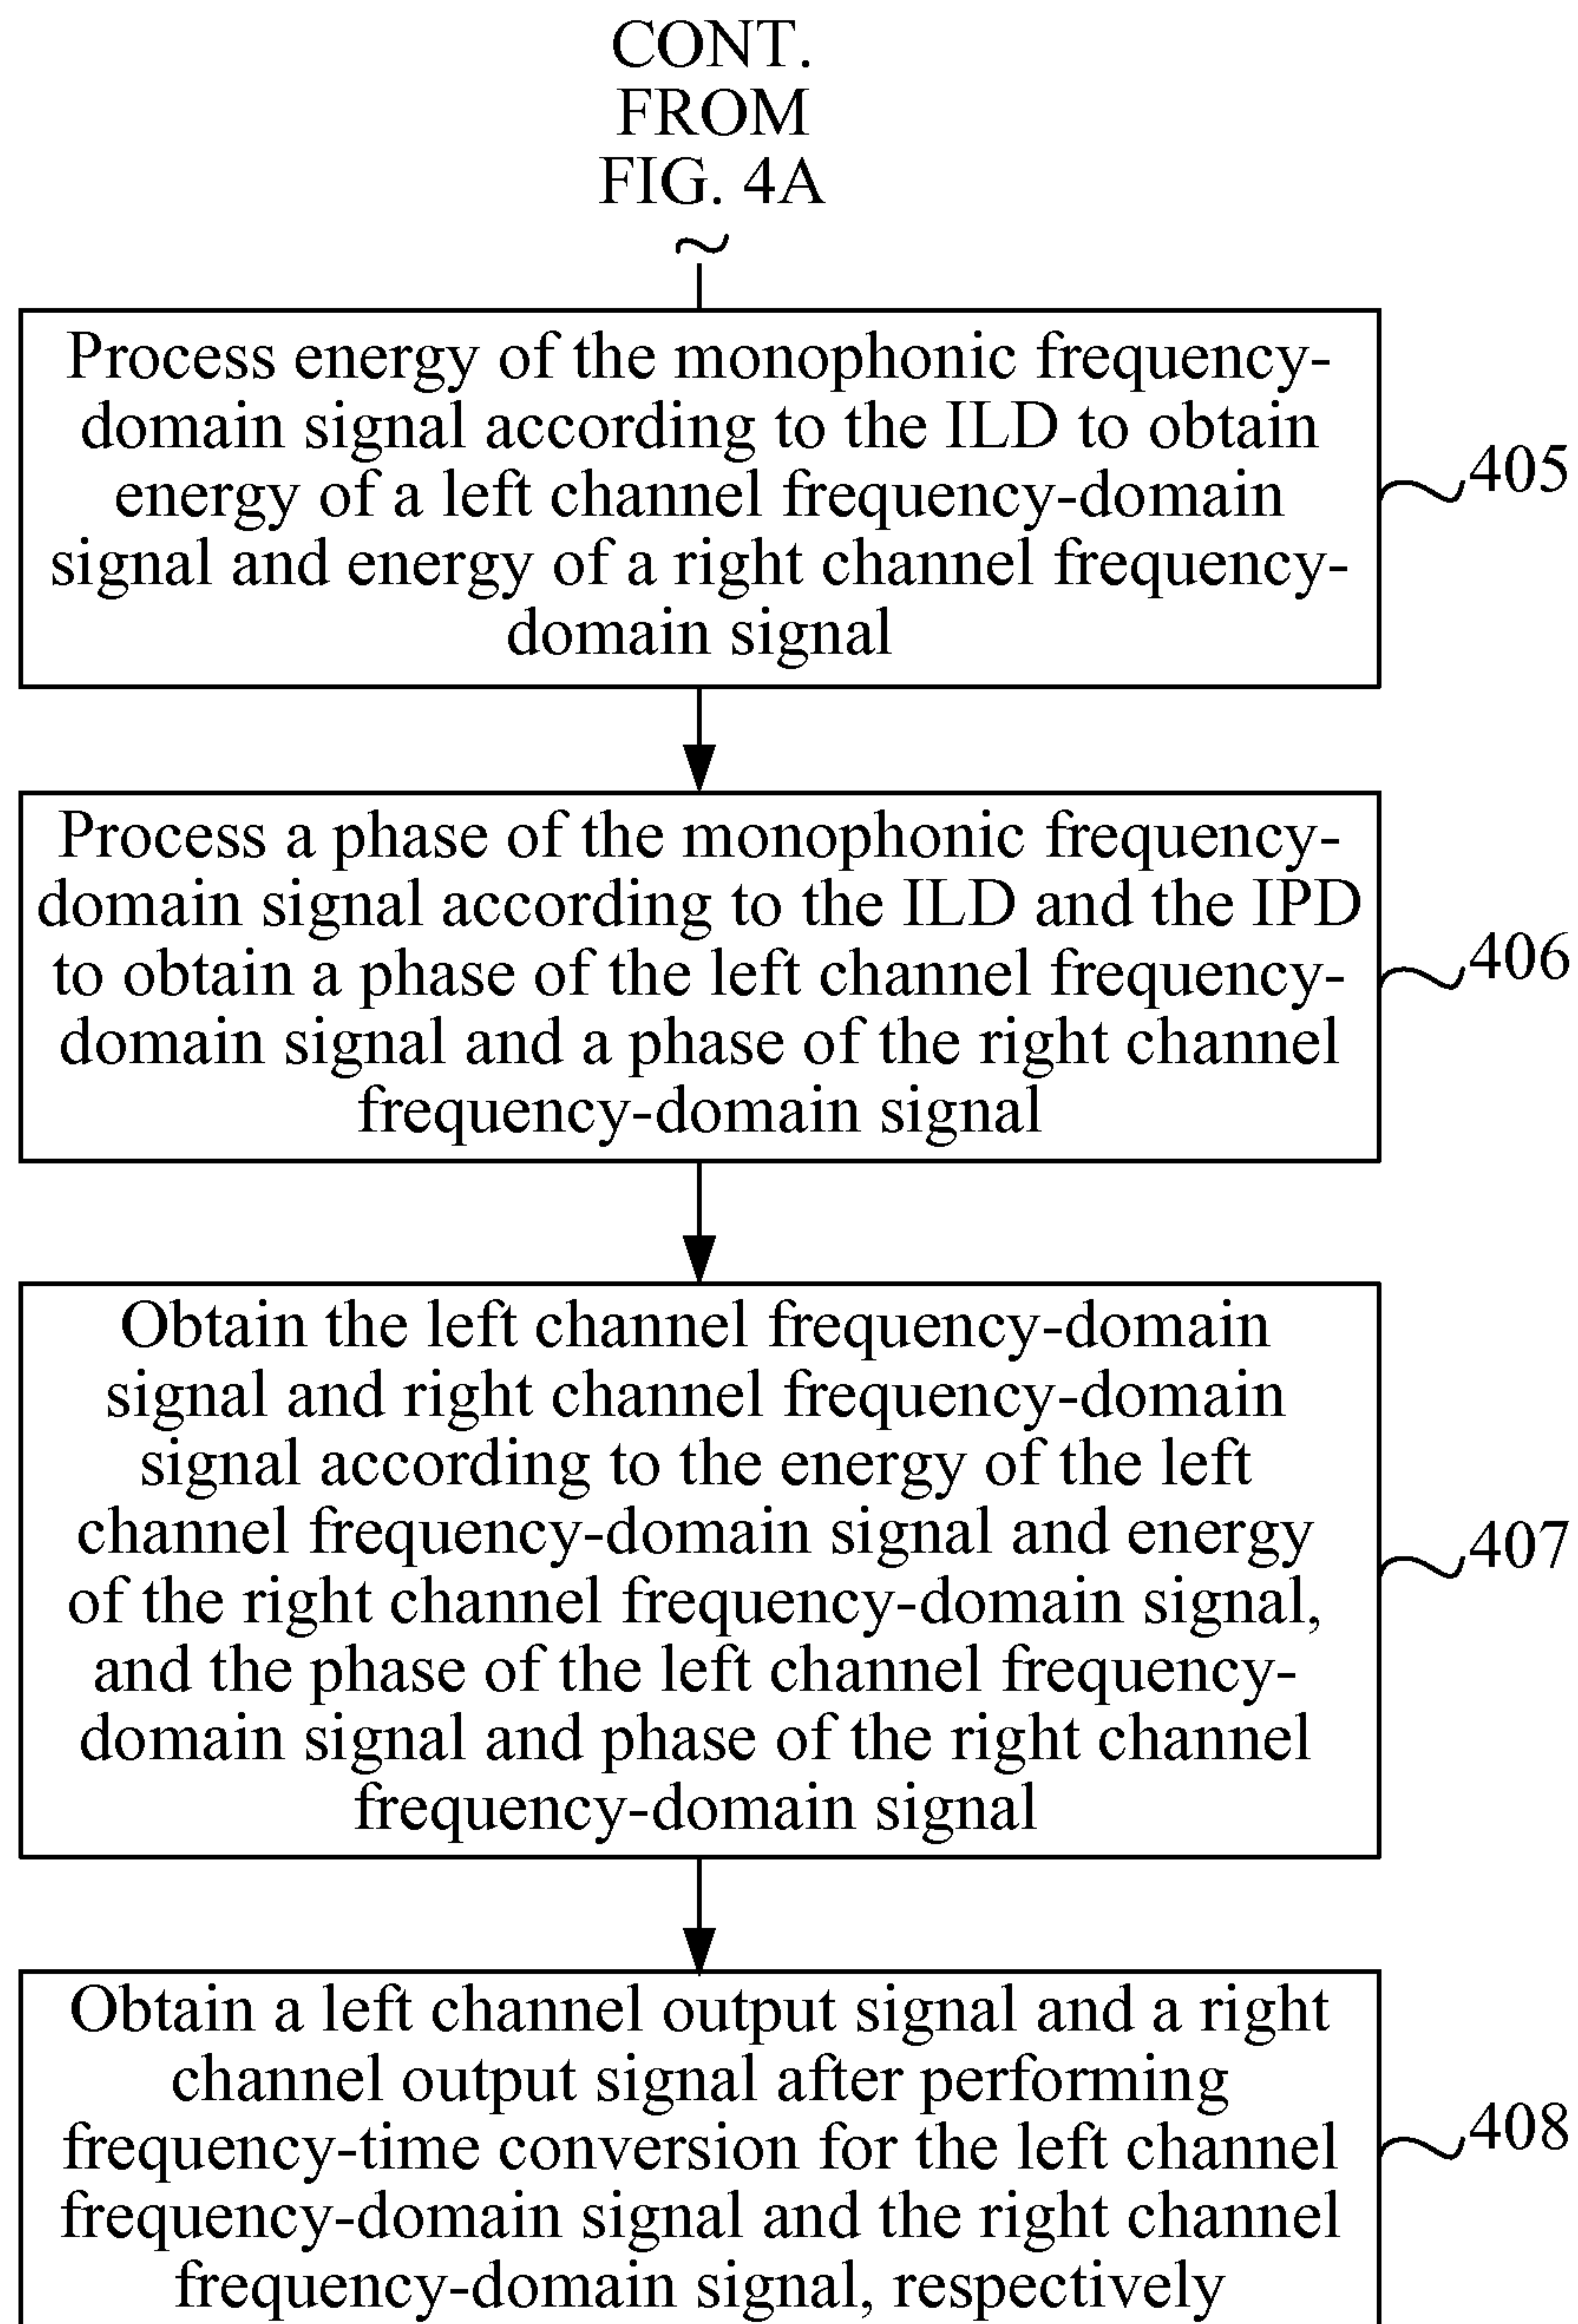 CONT.
FROM
FIG. 4A
Process energy of the monophonic frequency-
domain signal according to the ILD to obtain
energy of a left channel frequency-domain
signal and energy of a right channel frequency-
domain signal
405
Process a phase of the monophonic frequency-
domain signal according to the ILD and the IPD
to obtain a phase of the left channel frequency-
domain signal and a phase of the right channel
frequency-domain signal
406
Obtain the left channel frequency-domain
signal and right channel frequency-domain
signal according to the energy of the left
channel frequency-domain signal and energy
of the right channel frequency-domain signal,
and the phase of the left channel frequency-
domain signal and phase of the right channel
frequency-domain signal
407
Obtain a left channel output signal and a right
channel output signal after performing
frequency-time conversion for the left channel
frequency-domain signal and the right channel
frequency-domain signal, respectively
408